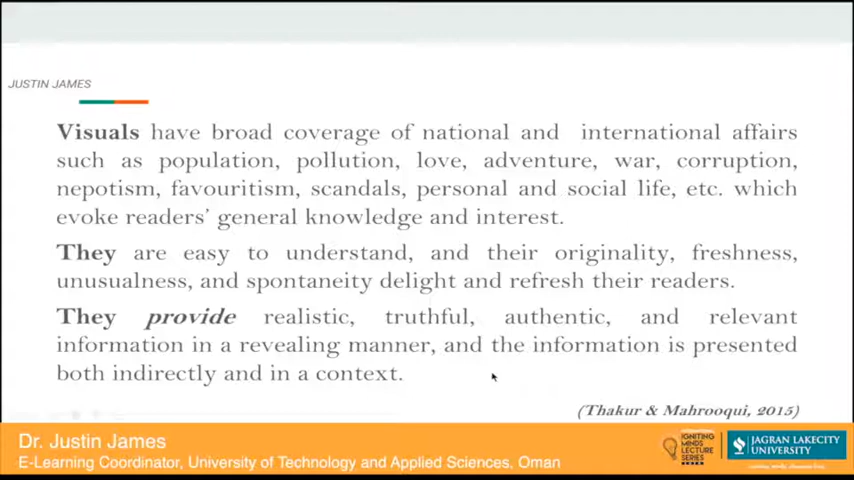 JUSTIN JAMES
Visuals have broad coverage of national and international affairs
such as population, pollution, love, adventure, war, corruption,
nepotism, favouritism, scandals, personal and social life, etc. which
evoke readers' general knowledge and interest.
They are easy to understand, and their originality, freshness,
unusualness, and spontaneity delight and refresh their readers.
They provide realistic, truthful, authentic, and relevant
information in a revealing manner, and the information is presented
both indirectly and in a context.
(Thakur & Mahrooqui, 2015)
Dr. Justin James
E-Learning Coordinator, University of Technology and Applied Sciences, Oman
IGNITING
MINDS
LECTURE
SERIES
JAGRAN LAKECITY
UNIVERSITY